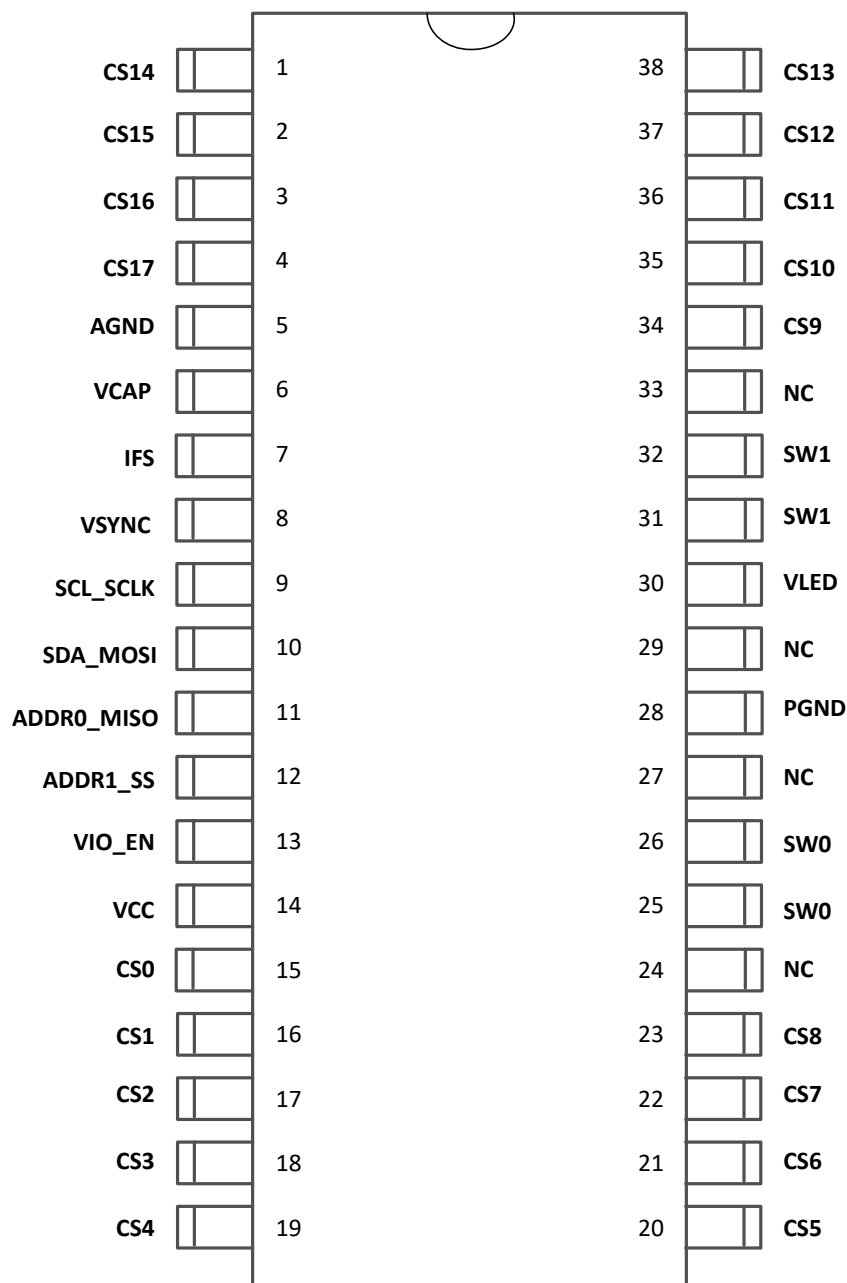 CS14 1 38 CS13
CS15 2 37 CS12
CS16 3 36 CS11
CS17 4 35 CS10
AGND 5 34 CS9
VCAP 6 33 NC
IFS 7 32 SW1
VSYNC 8 31 SW1
SCL_SCLK 9 30 VLED
SDA_MOSI 10 29 NC
ADDR0_MISO 11 28 PGND
ADDR1_SS 12 27 NC
VIO_EN 13 26 SW0
VCC 14 25 SW0
CS0 15 24 NC
CS1 16 23 CS8
CS2 17 22 CS7
CS3 18 21 CS6
CS4 19 20 CS5